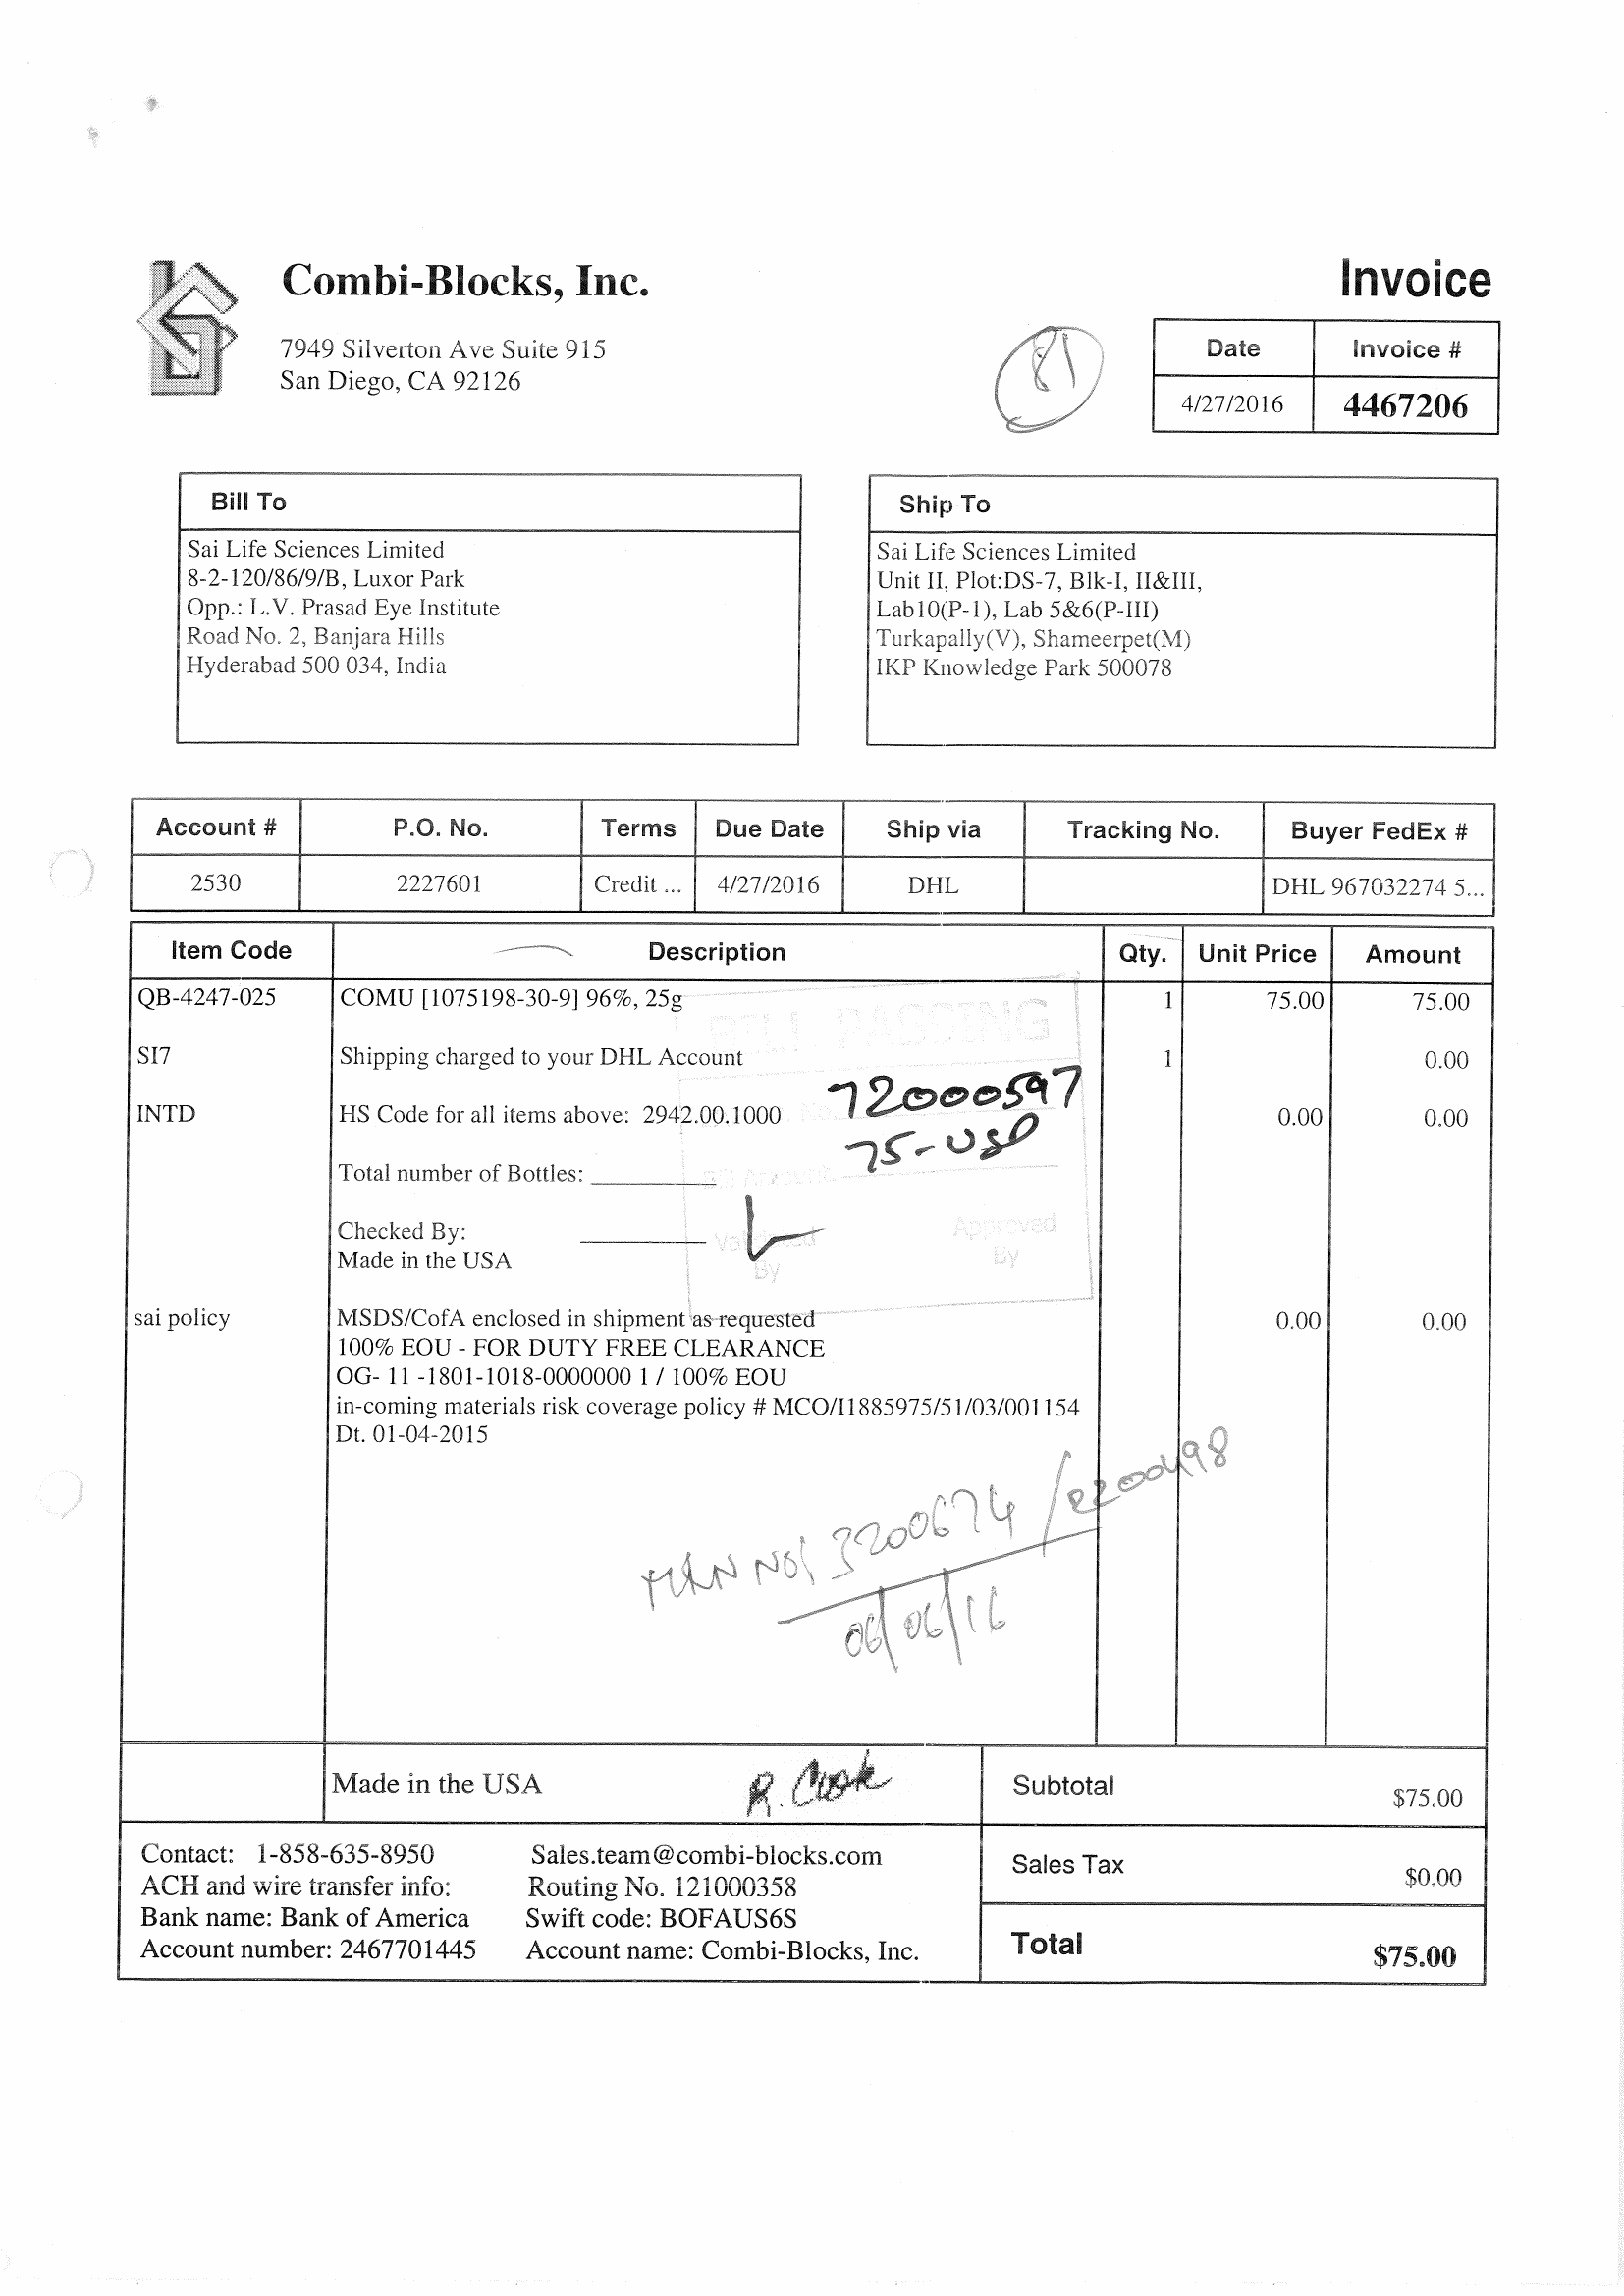 Combi-Blocks, Inc.
7949 Silverton Ave Suite 915
San Diego, CA 92126
Invoice
Date Invoice #
4/27/2016 4467206
81
Bill To
Sai Life Sciences Limited
8-2-120/86/9/B, Luxor Park
Opp.: L.V. Prasad Eye Institute
Road No. 2, Banjara Hills
Hyderabad 500 034, India
Ship To
Sai Life Sciences Limited
Unit II, Plot:DS-7, Blk-I, II&III,
Lab10(P-1), Lab 5&6(P-III)
Turkapally(V), Shameerpet(M)
IKP Knowledge Park 500078
Account # P.O. No. Terms Due Date Ship via Tracking No. Buyer FedEx #
2530 2227601 Credit ... 4/27/2016 DHL DHL 967032274 5...
Item Code Description Qty. Unit Price Amount
QB-4247-025 COMU [1075198-30-9] 96%, 25g 1 75.00 75.00
BILL PASSING
SI7 Shipping charged to your DHL Account 1 0.00
72000597
INTD HS Code for all items above: 2942.00.1000 0.00 0.00
75-USD
Total number of Bottles:
Bill Amount
Checked By:
Validated By
Approved By
Made in the USA
sai policy MSDS/CofA enclosed in shipment as requested 0.00 0.00
100% EOU - FOR DUTY FREE CLEARANCE
OG- 11 -1801-1018-0000000 1 / 100% EOU
in-coming materials risk coverage policy # MCO/I1885975/51/03/001154
Dt. 01-04-2015
No 3200674 / 2200498
06/06/16
Made in the USA R. Cook
Subtotal $75.00
Contact: 1-858-635-8950 Sales.team@combi-blocks.com
ACH and wire transfer info: Routing No. 121000358
Bank name: Bank of America Swift code: BOFAUS6S
Account number: 2467701445 Account name: Combi-Blocks, Inc.
Sales Tax $0.00
Total $75.00